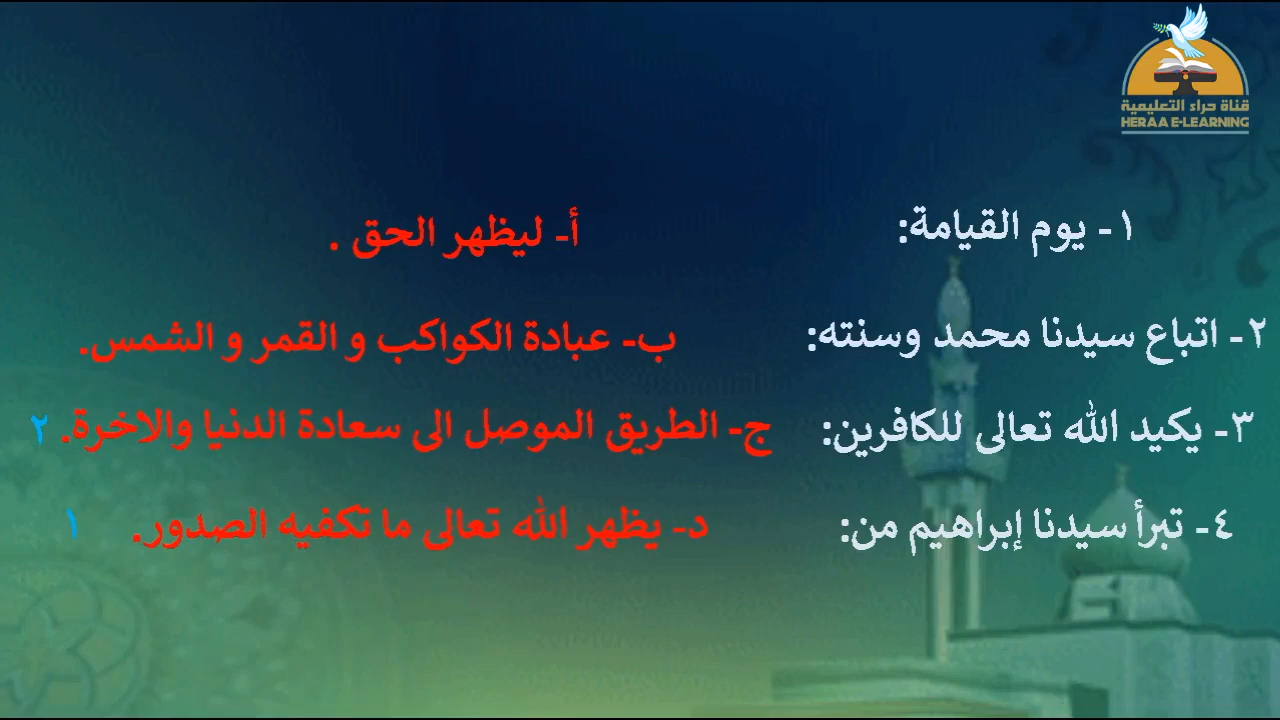 قناة حراء التعليمية
HERAA E-LEARNING
١- يوم القيامة:
أ- ليظهر الحق .
٢- اتباع سيدنا محمد وسنته:
ب- عبادة الكواكب و القمر و الشمس.
٣- يكيد الله تعالى للكافرين:
ج- الطريق الموصل الى سعادة الدنيا والاخرة. ٢
٤- تبرأ سيدنا إبراهيم من:
د- يظهر الله تعالى ما تكفيه الصدور. ١